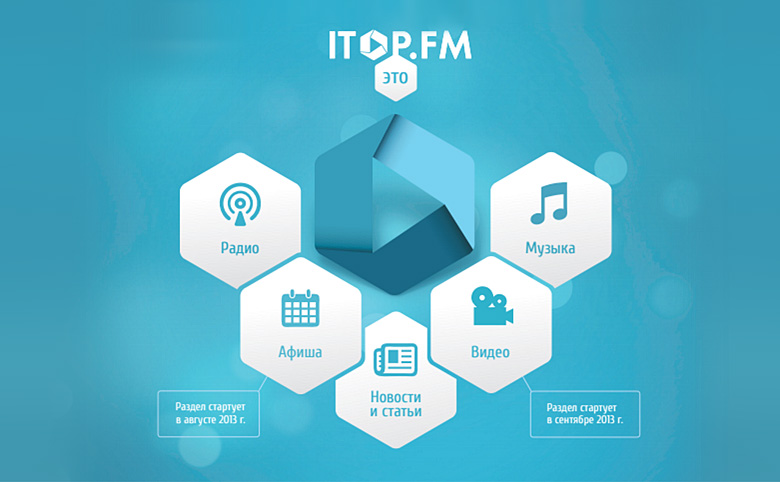 ITOP.FM
ЭТО
Радио
Музыка
Афиша
Видео
Новости
и статьи
Раздел стартует
в августе 2013 г.
Раздел стартует
в сентябре 2013 г.